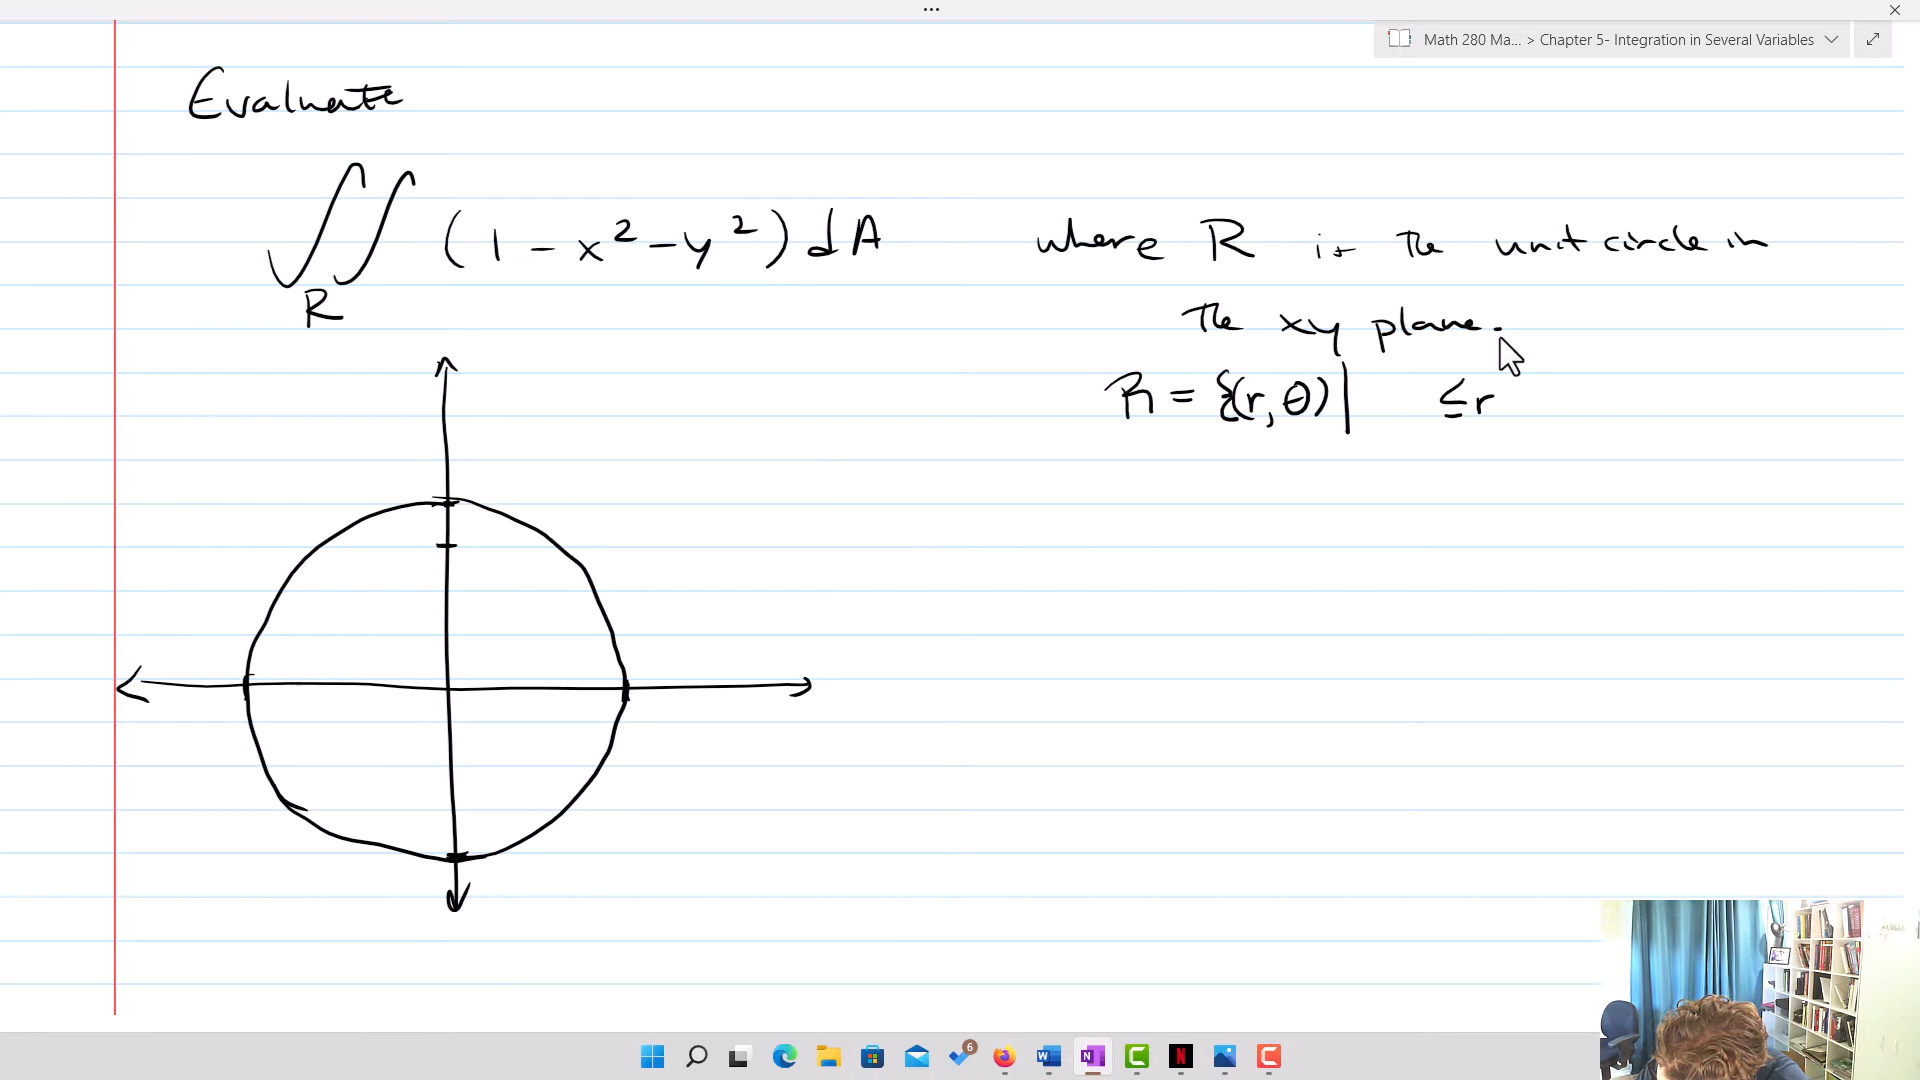 Math 280 Ma... > Chapter 5- Integration in Several Variables
Evaluate
∬ (1 - x² - y²) dA where R is the unit circle in
R
the xy plane.
R = {(r, θ)| ≤ r
6